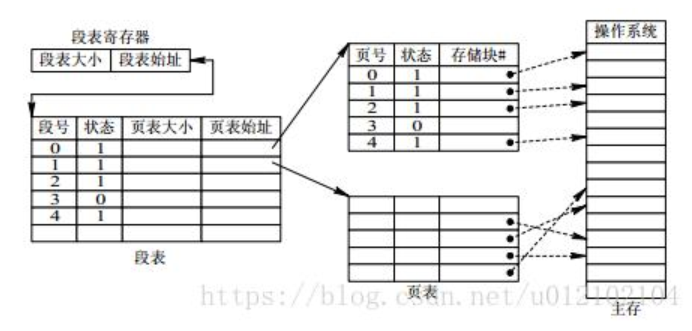 操作系统
段表寄存器
段表大小 段表始址
页号 状态 存储块#
0 1
1 1
2 1
3 0
4 1
段号 状态 页表大小 页表始址
0 1
1 1
2 1
3 0
4 1
段表
页表
主存
https://blog.csdn.net/u012102104